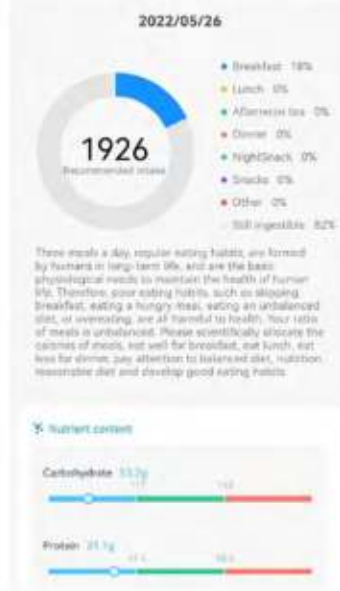 2022/05/26
Breakfast 18%
Lunch 0%
Afternoon tea 0%
Dinner 0%
NightSnack 0%
Snacks 0%
Other 0%
Still ingestible 82%
1926
Recommended intake
Three meals a day, regular eating habits, are formed
by humans in long-term life, and are the basic
physiological needs to maintain the health of human
life. Therefore, poor eating habits, such as skipping
breakfast, eating a hungry meal, eating an unbalanced
diet, or overeating, are all harmful to health. Your ratio
of meals is unbalanced. Please scientifically allocate the
calories of meals, eat well for breakfast, eat lunch, eat
less for dinner, pay attention to balanced diet, nutrition
reasonable diet and develop good eating habits.
Nutrient content
Carbohydrate
Protein